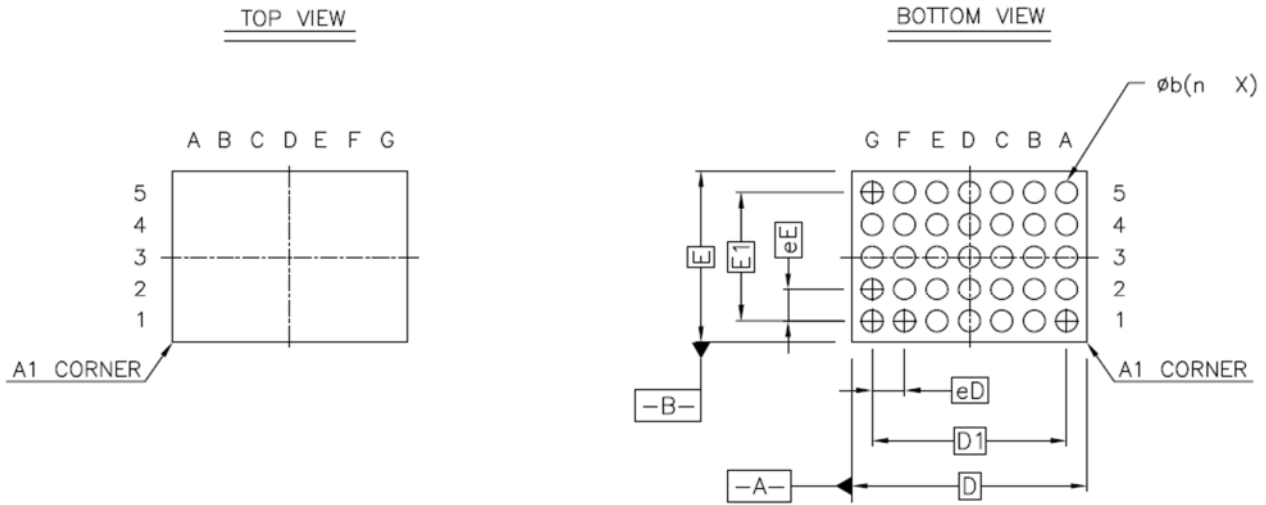 TOP VIEW
A B C D E F G
5
4
3
2
1
A1 CORNER
BOTTOM VIEW
øb(n X)
G F E D C B A
5
4
3
2
1
E
E1
eE
A1 CORNER
-B-
eD
D1
-A-
D